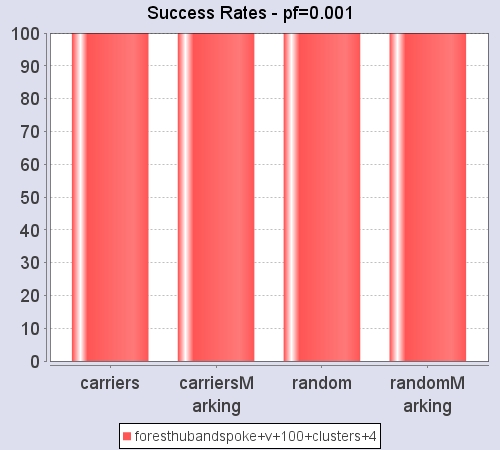 Success Rates - pf=0.001
100
90
80
70
60
50
40
30
20
10
0
carriers
carriersM
arking
random
randomM
arking
foresthubandspoke+v+100+clusters+4